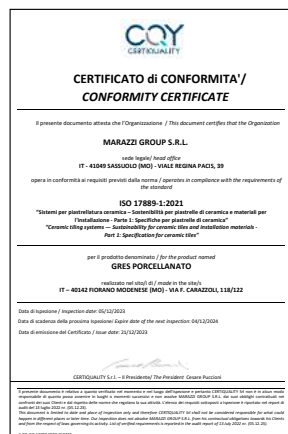 CQY
CERTIQUALITY
CERTIFICATO di CONFORMITA'/
CONFORMITY CERTIFICATE
Il presente documento attesta che l'Organizzazione / This document certifies that the Organization
MARAZZI GROUP S.R.L.
sede legale/ head office
IT - 41049 SASSUOLO (MO) - VIALE REGINA PACIS, 39
opera in conformità ai requisiti previsti dalla norma / operates in compliance with the requirements of
the standard
ISO 17889-1:2021
"Sistemi per piastrellatura ceramica – Sostenibilità per piastrelle di ceramica e materiali per
l'installazione - Parte 1: Specifiche per piastrelle di ceramica"
"Ceramic tiling systems — Sustainability for ceramic tiles and installation materials -
Part 1: Specification for ceramic tiles"
per il prodotto denominato / for the product named
GRES PORCELLANATO
realizzato nel sito/i di / made in the site/s
IT – 40142 FIORANO MODENESE (MO) - VIA F. CARAZZOLI, 118/122
Data di Ispezione / Inspection date: 05/12/2023
Data di scadenza della prossima Ispezione/ Expire date of the next inspection: 04/12/2024
Data di emissione del Certificato / Issue date: 21/12/2023
CERTIQUALITY S.r.l. – Il Presidente/ The President Cesare Puccioni